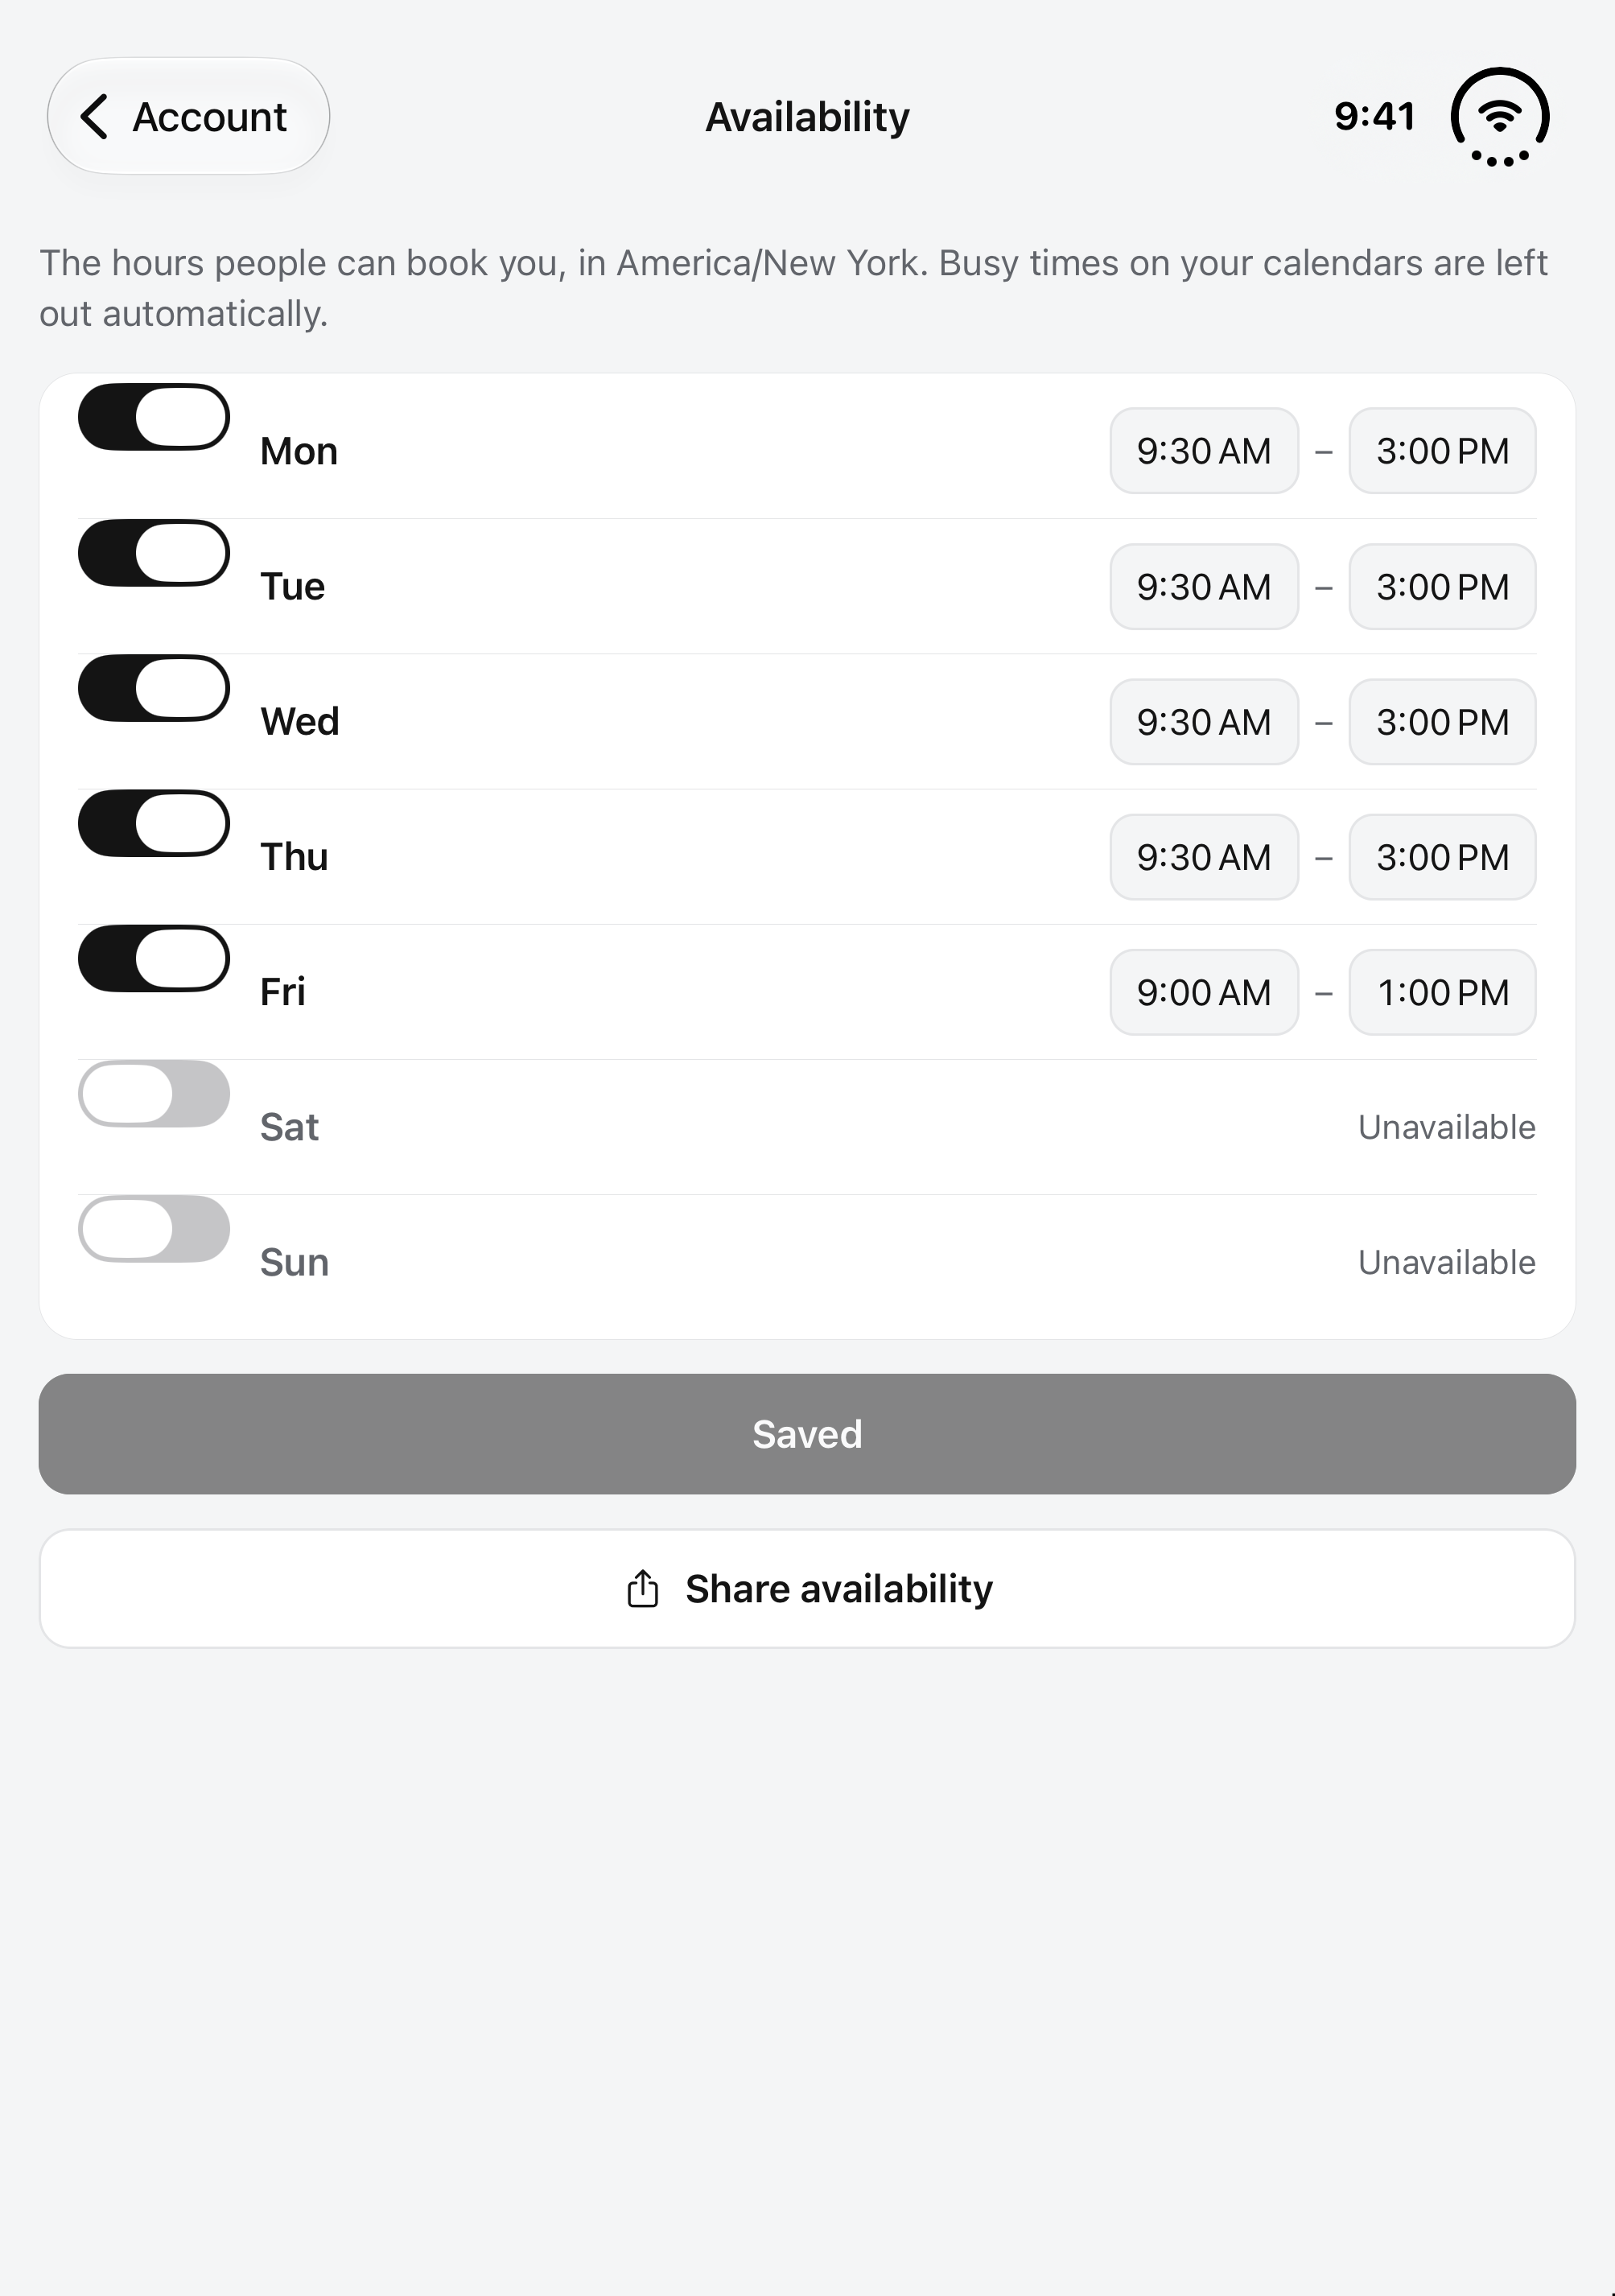 Account
Availability
9:41
The hours people can book you, in America/New York. Busy times on your calendars are left
out automatically.
Mon 9:30 AM – 3:00 PM
Tue 9:30 AM – 3:00 PM
Wed 9:30 AM – 3:00 PM
Thu 9:30 AM – 3:00 PM
Fri 9:00 AM – 1:00 PM
Sat Unavailable
Sun Unavailable
Saved
Share availability